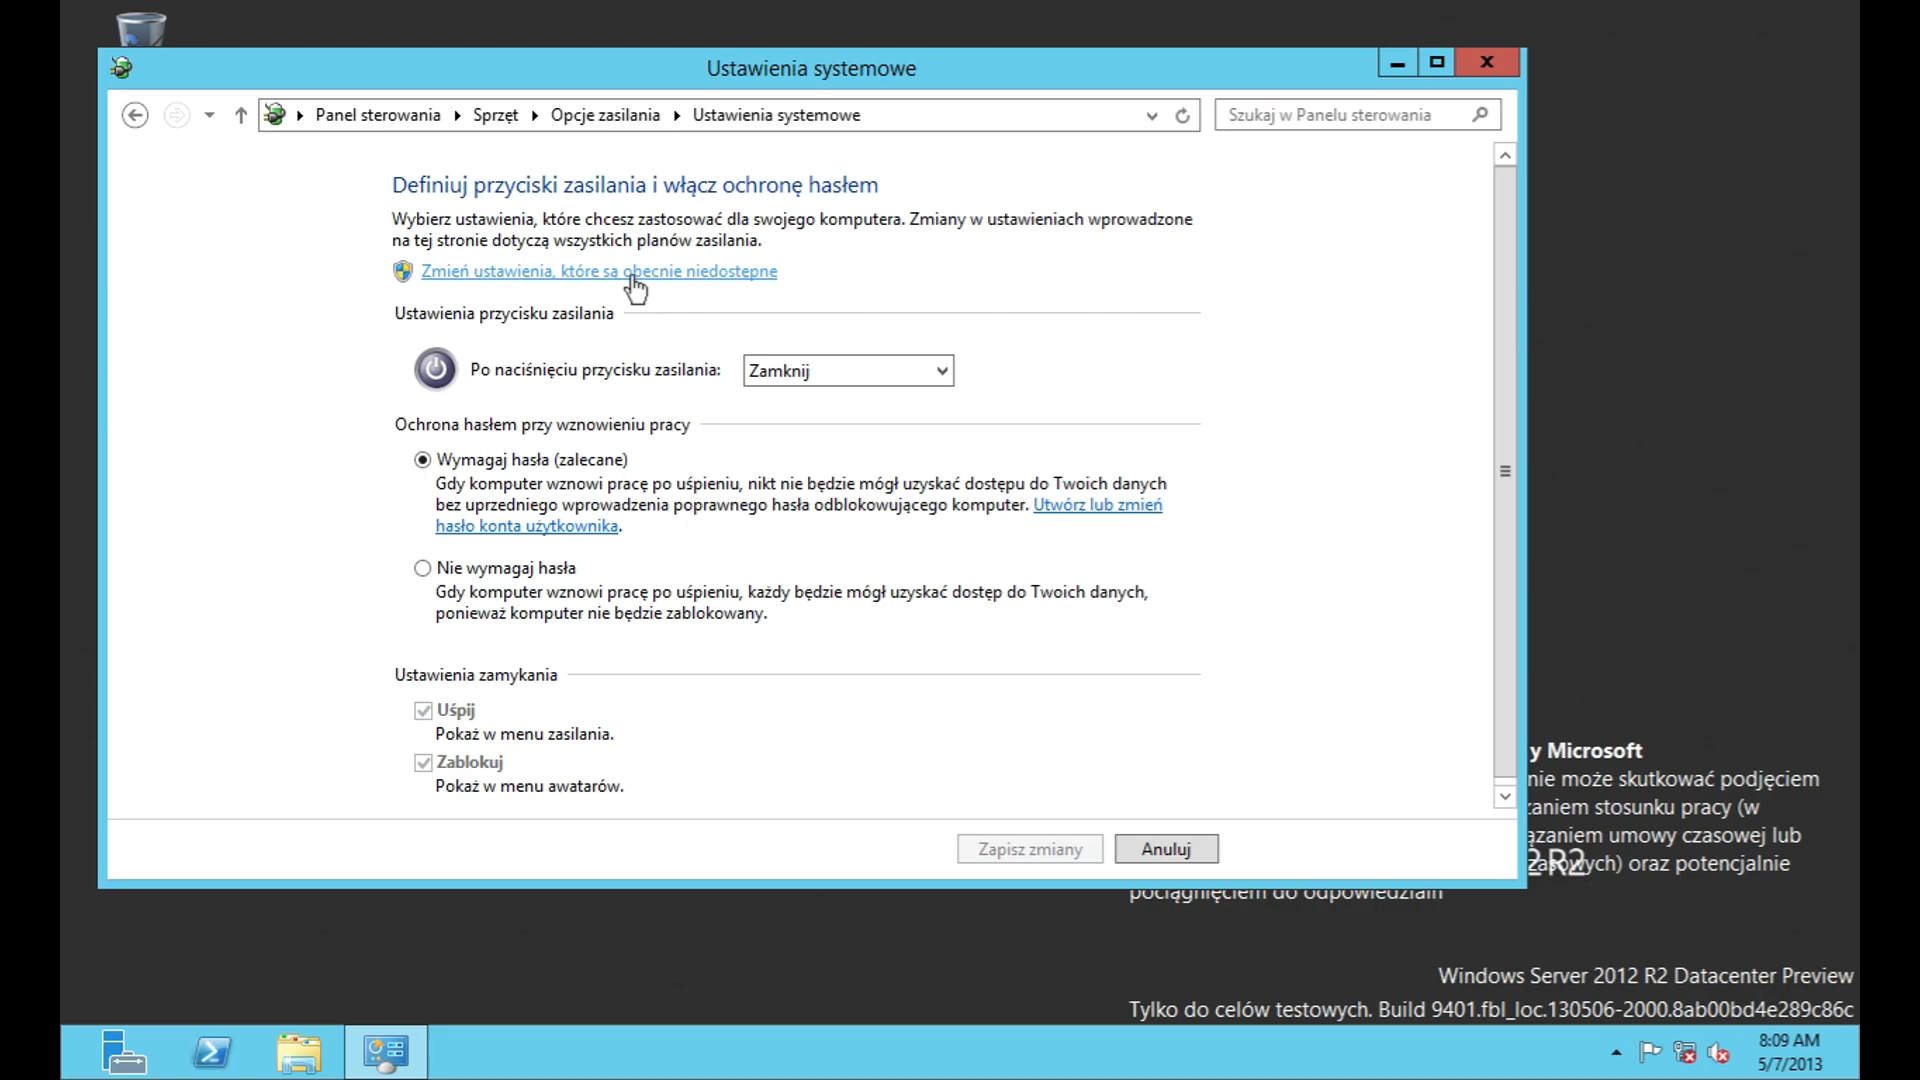 Ustawienia systemowe
Panel sterowania Sprzęt Opcje zasilania Ustawienia systemowe
Szukaj w Panelu sterowania
Definiuj przyciski zasilania i włącz ochronę hasłem
Wybierz ustawienia, które chcesz zastosować dla swojego komputera. Zmiany w ustawieniach wprowadzone
na tej stronie dotyczą wszystkich planów zasilania.
Zmień ustawienia, które są obecnie niedostępne
Ustawienia przycisku zasilania
Po naciśnięciu przycisku zasilania: Zamknij
Ochrona hasłem przy wznowieniu pracy
Wymagaj hasła (zalecane)
Gdy komputer wznowi pracę po uśpieniu, nikt nie będzie mógł uzyskać dostępu do Twoich danych
bez uprzedniego wprowadzenia poprawnego hasła odblokowującego komputer. Utwórz lub zmień
hasło konta użytkownika.
Nie wymagaj hasła
Gdy komputer wznowi pracę po uśpieniu, każdy będzie mógł uzyskać dostęp do Twoich danych,
ponieważ komputer nie będzie zablokowany.
Ustawienia zamykania
Uśpij
Pokaż w menu zasilania.
Zablokuj
Pokaż w menu awatarów.
Zapisz zmiany Anuluj
y Microsoft
nie może skutkować podjęciem
zaniem stosunku pracy (w
ązaniem umowy czasowej lub
zasowych) oraz potencjalnie
2 R2
pociągnięciem do odpowiedzialn
Windows Server 2012 R2 Datacenter Preview
Tylko do celów testowych. Build 9401.fbl_loc.130506-2000.8ab00bd4e289c86c
8:09 AM
5/7/2013